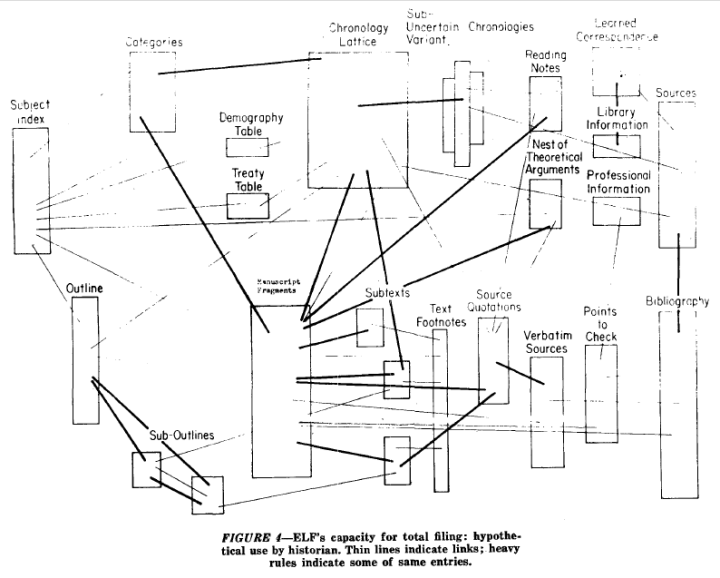 Categories
Chronology
Lattice
Sub-
Uncertain Chronologies
Variant,
Learned
Correspondence
Reading
Notes
Subject
index
Demography
Table
Library
Information
Sources
Treaty
Table
Nest of
Theoretical
Arguments
Professional
Information
Outline
Manuscript
Fragments
Subtexts
Text
Footnotes
Source
Quotations
Verbatim
Sources
Points
to
Check
Bibliography
Sub-Outlines
FIGURE 4—ELF's capacity for total filing: hypothe-
tical use by historian. Thin lines indicate links; heavy
rules indicate some of same entries.